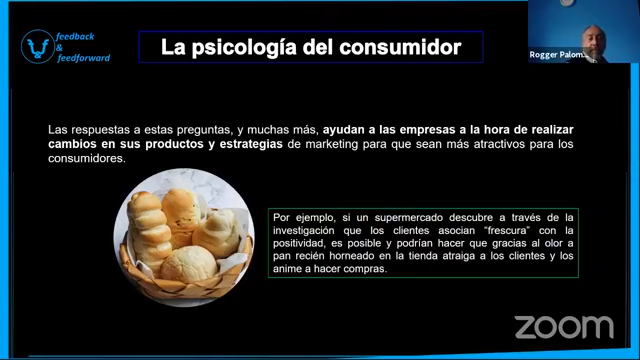 feedback
&
feedforward
La psicología del consumidor
Rogger Palom...
Las respuestas a estas preguntas, y muchas más, ayudan a las empresas a la hora de realizar
cambios en sus productos y estrategias de marketing para que sean más atractivos para los
consumidores.
Por ejemplo, si un supermercado descubre a través de la
investigación que los clientes asocian “frescura” con la
positividad, es posible y podrían hacer que gracias al olor a
pan recién horneado en la tienda atraiga a los clientes y los
anime a hacer compras.
zoom